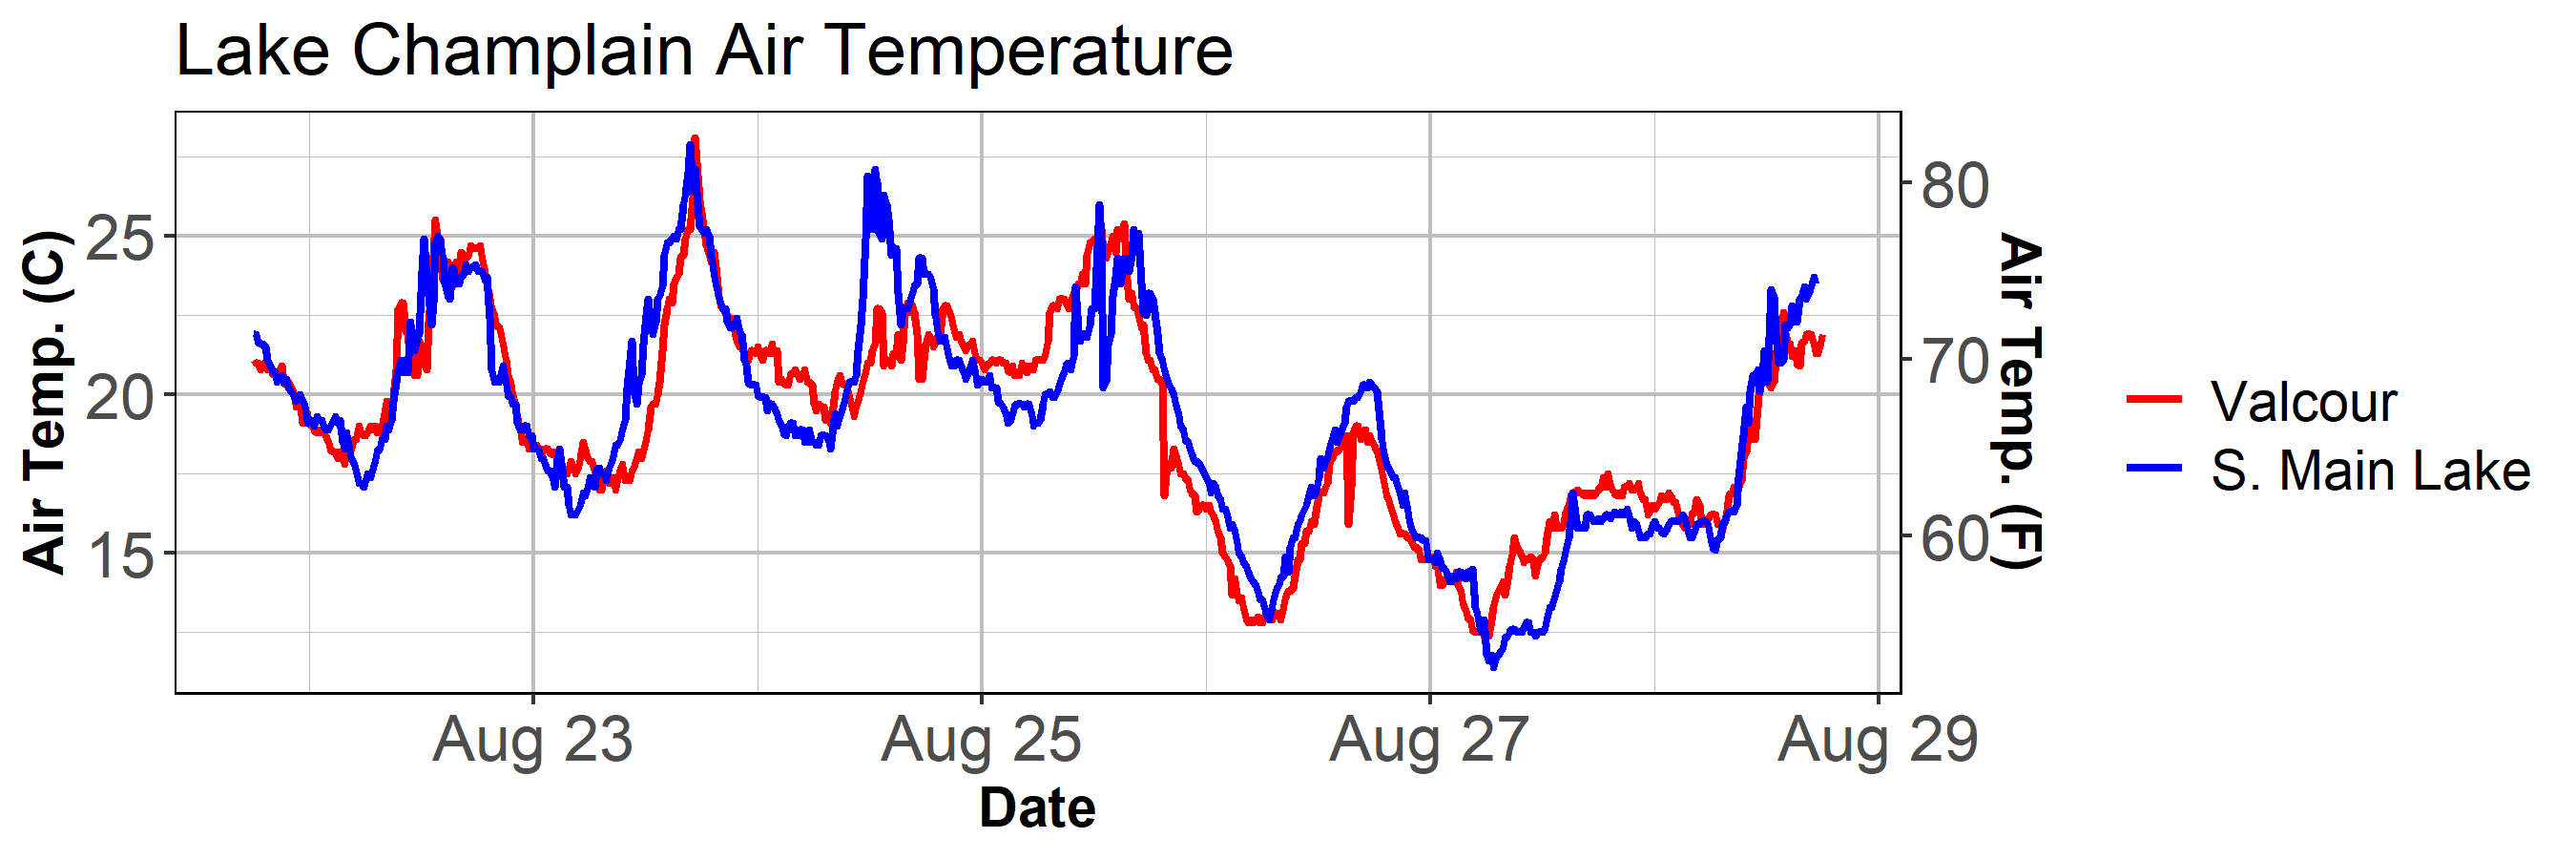 Lake Champlain Air Temperature
Air Temp. (C)
25
20
15
80
70
60
Air Temp. (F)
Aug 23
Aug 25
Aug 27
Aug 29
Date
Valcour
S. Main Lake